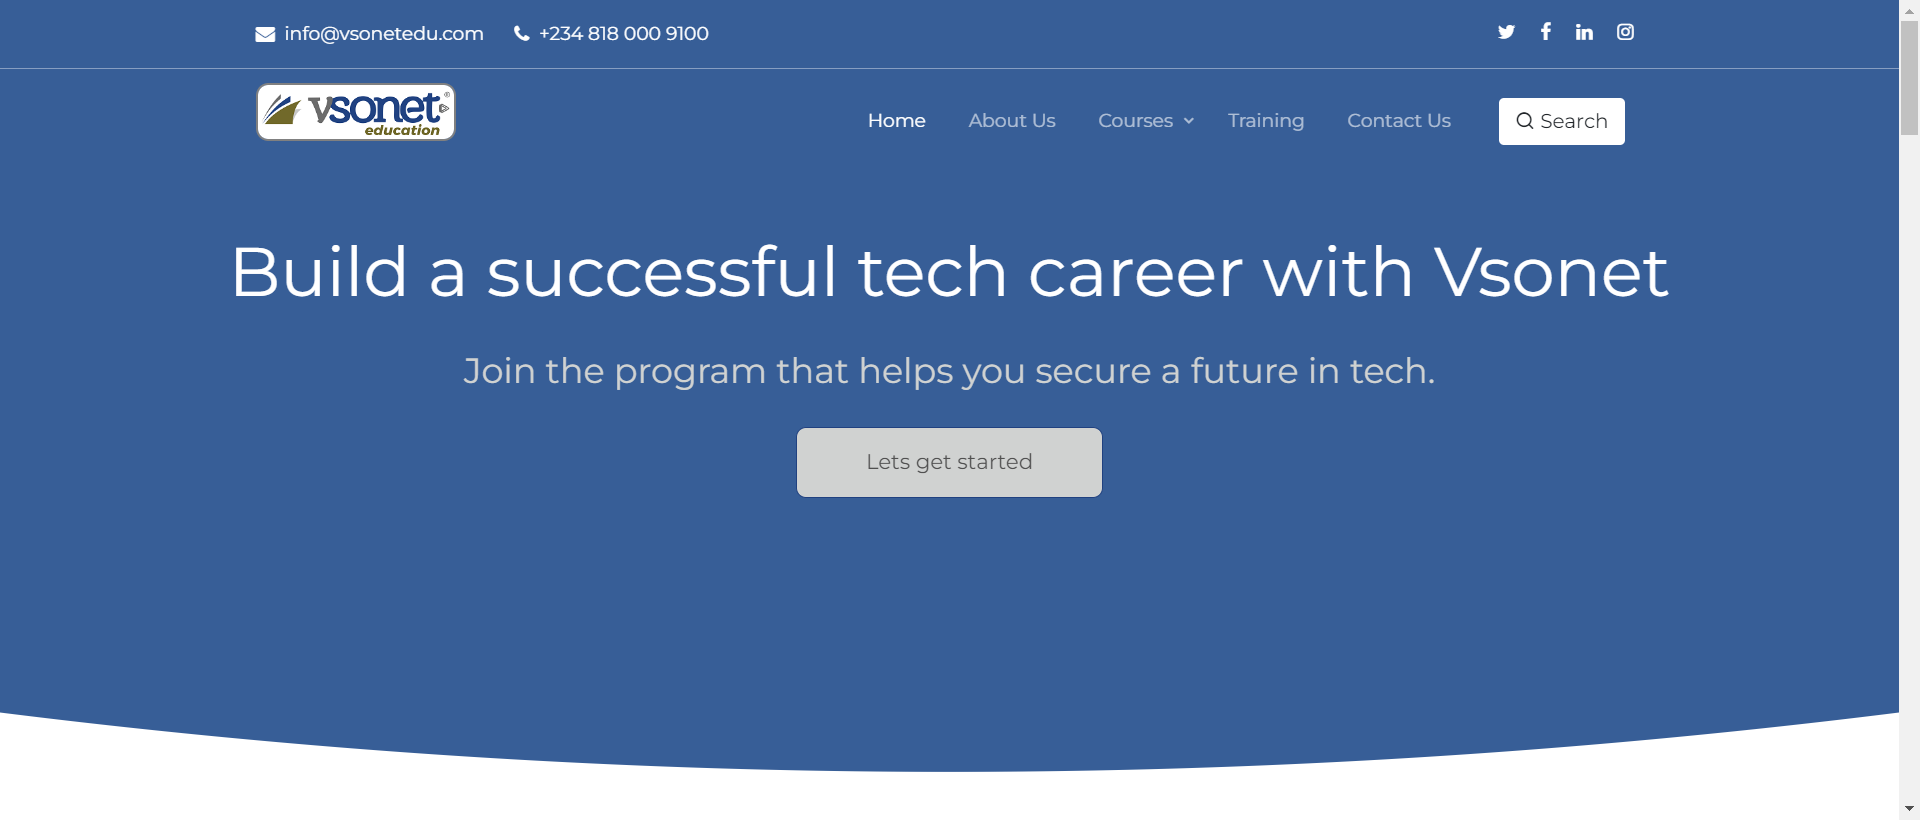 info@vsonetedu.com +234 818 000 9100
vsonet®
education
Home About Us Courses Training Contact Us Search
Build a successful tech career with Vsonet
Join the program that helps you secure a future in tech.
Lets get started